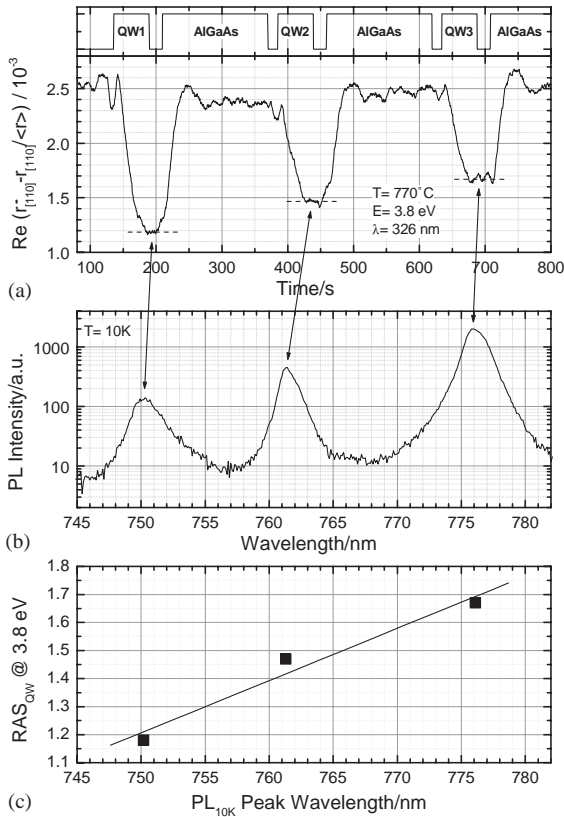 QW1 AlGaAs QW2 AlGaAs QW3 AlGaAs
Re (r[1̄10]-r[110]/<r>) / 10⁻³
2.5
2.0
1.5
1.0
T= 770°C
E= 3.8 eV
λ= 326 nm
100 200 300 400 500 600 700 800
(a) Time/s
PL Intensity/a.u.
T= 10K
1000
100
10
745 750 755 760 765 770 775 780
(b) Wavelength/nm
RAS_QW @ 3.8 eV
1.8
1.7
1.6
1.5
1.4
1.3
1.2
1.1
745 750 755 760 765 770 775 780
(c) PL_10K Peak Wavelength/nm